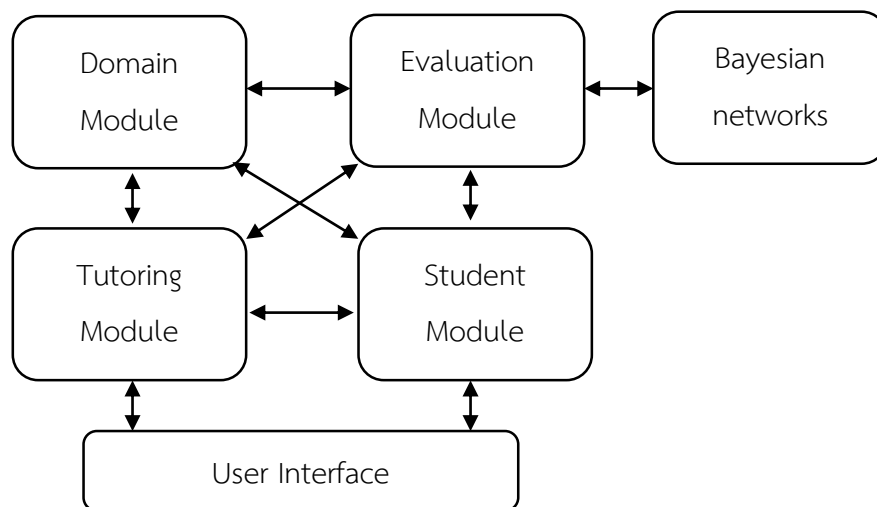 Domain
Module
Evaluation
Module
Bayesian
networks
Tutoring
Module
Student
Module
User Interface